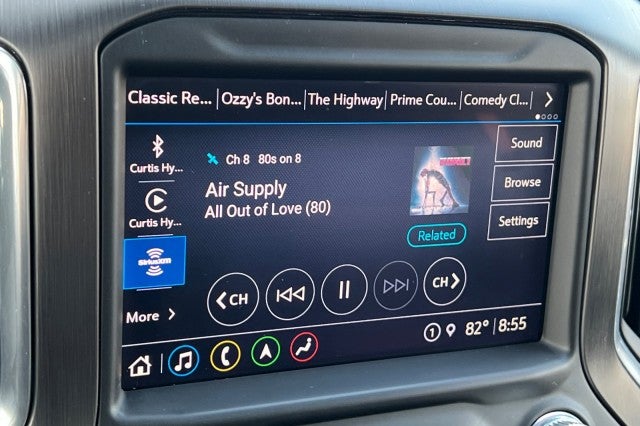 Classic Re... Ozzy's Bon... The Highway Prime Cou... Comedy Cl...
Curtis Hy...
Ch 8 80s on 8
Sound
Air Supply
All Out of Love (80)
Browse
Curtis Hy...
Related
Settings
SiriusXM
CH
CH
More
1 82° 8:55